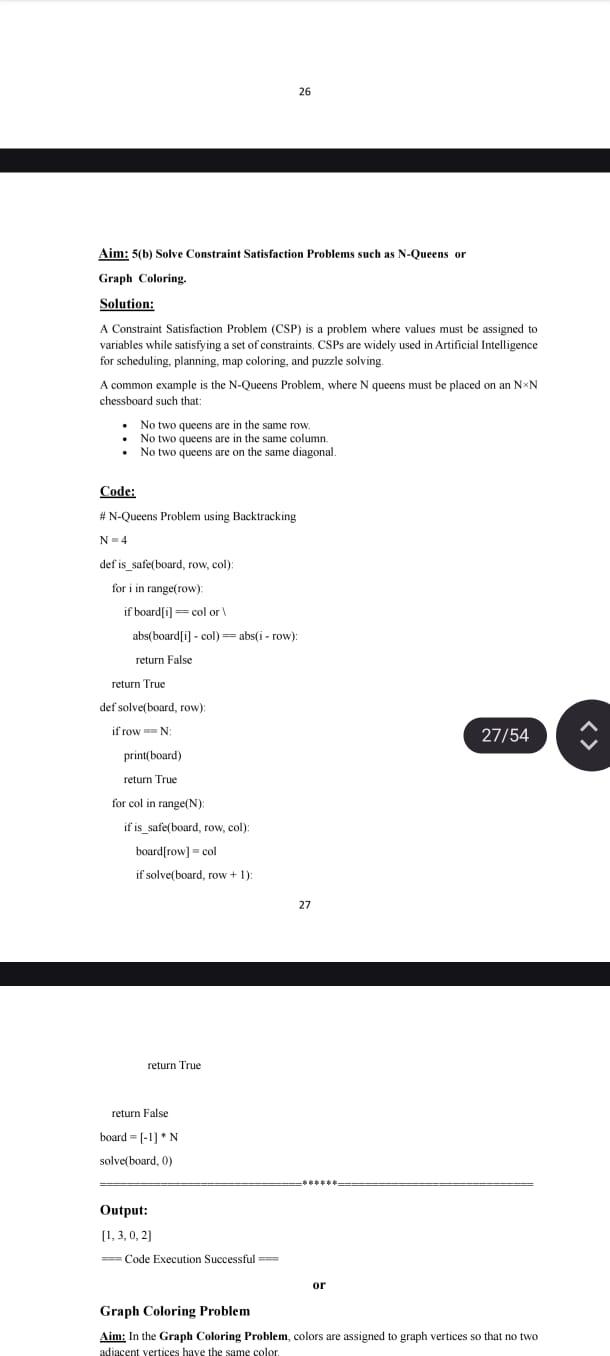 26
Aim: 5(b) Solve Constraint Satisfaction Problems such as N-Queens or
Graph Coloring.
Solution:
A Constraint Satisfaction Problem (CSP) is a problem where values must be assigned to
variables while satisfying a set of constraints. CSPs are widely used in Artificial Intelligence
for scheduling, planning, map coloring, and puzzle solving.
A common example is the N-Queens Problem, where N queens must be placed on an N×N
chessboard such that:
• No two queens are in the same row.
• No two queens are in the same column.
• No two queens are on the same diagonal.
Code:
# N-Queens Problem using Backtracking
N = 4
def is_safe(board, row, col):
for i in range(row):
if board[i] == col or \
abs(board[i] - col) == abs(i - row):
return False
return True
def solve(board, row):
if row == N:
27/54
print(board)
return True
for col in range(N):
if is_safe(board, row, col):
board[row] = col
if solve(board, row + 1):
27
return True
return False
board = [-1] * N
solve(board, 0)
==============================******==============================
Output:
[1, 3, 0, 2]
=== Code Execution Successful ===
or
Graph Coloring Problem
Aim: In the Graph Coloring Problem, colors are assigned to graph vertices so that no two
adjacent vertices have the same color.